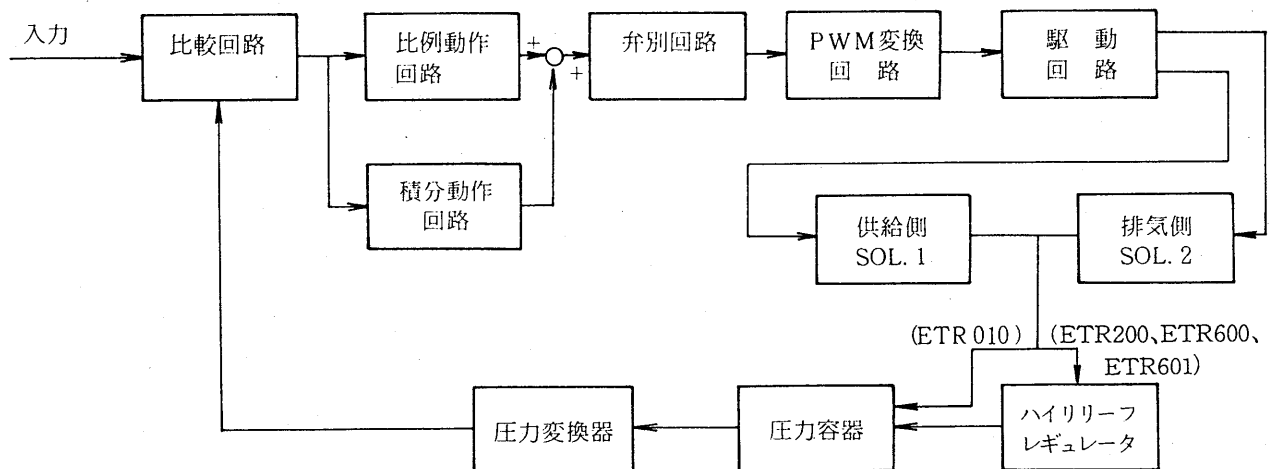 入力
比較回路
比例動作
回路
+
+
弁別回路
PWM変換
回路
駆動
回路
積分動作
回路
供給側
SOL.1
排気側
SOL.2
(ETR010)
(ETR200、ETR600、
ETR601)
圧力変換器
圧力容器
ハイリリーフ
レギュレータ